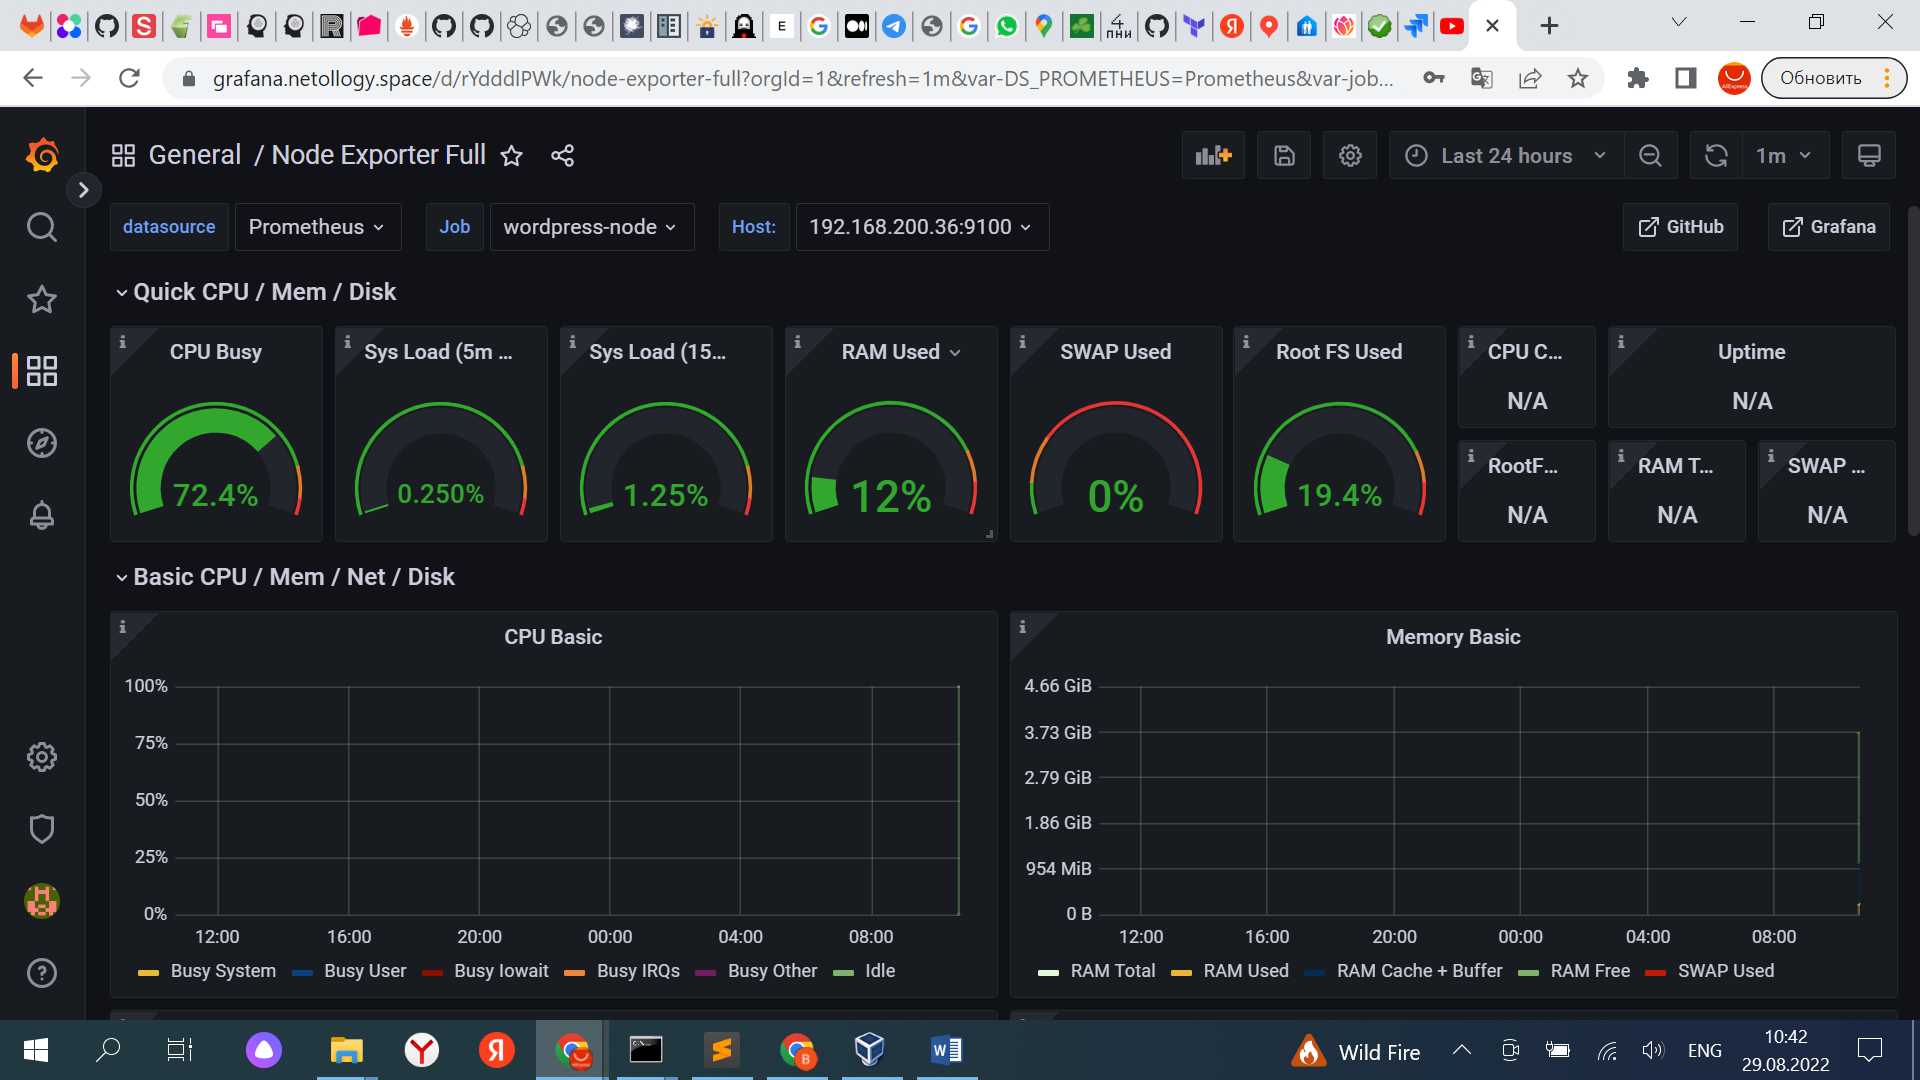 grafana.netollogy.space/d/rYdddlPWk/node-exporter-full?orgId=1&refresh=1m&var-DS_PROMETHEUS=Prometheus&var-job...
Обновить
General / Node Exporter Full
Last 24 hours
1m
datasource Prometheus Job wordpress-node Host: 192.168.200.36:9100 GitHub Grafana
Quick CPU / Mem / Disk
CPU Busy
72.4%
Sys Load (5m ...
0.250%
Sys Load (15...
1.25%
RAM Used
12%
SWAP Used
0%
Root FS Used
19.4%
CPU C...
N/A
Uptime
N/A
RootF...
N/A
RAM T...
N/A
SWAP ...
N/A
Basic CPU / Mem / Net / Disk
CPU Basic
100%
75%
50%
25%
0%
12:00 16:00 20:00 00:00 04:00 08:00
Busy System Busy User Busy Iowait Busy IRQs Busy Other Idle
Memory Basic
4.66 GiB
3.73 GiB
2.79 GiB
1.86 GiB
954 MiB
0 B
12:00 16:00 20:00 00:00 04:00 08:00
RAM Total RAM Used RAM Cache + Buffer RAM Free SWAP Used
Wild Fire
ENG
10:42
29.08.2022